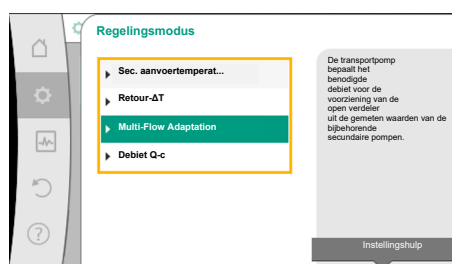 Regelingsmodus
Sec. aanvoertemperat...
Retour-ΔT
Multi-Flow Adaptation
Debiet Q-c
De transportpomp
bepaalt het
benodigde
debiet voor de
voorziening van de
open verdeler
uit de gemeten waarden van de
bijbehorende
secundaire pompen.
Instellingshulp